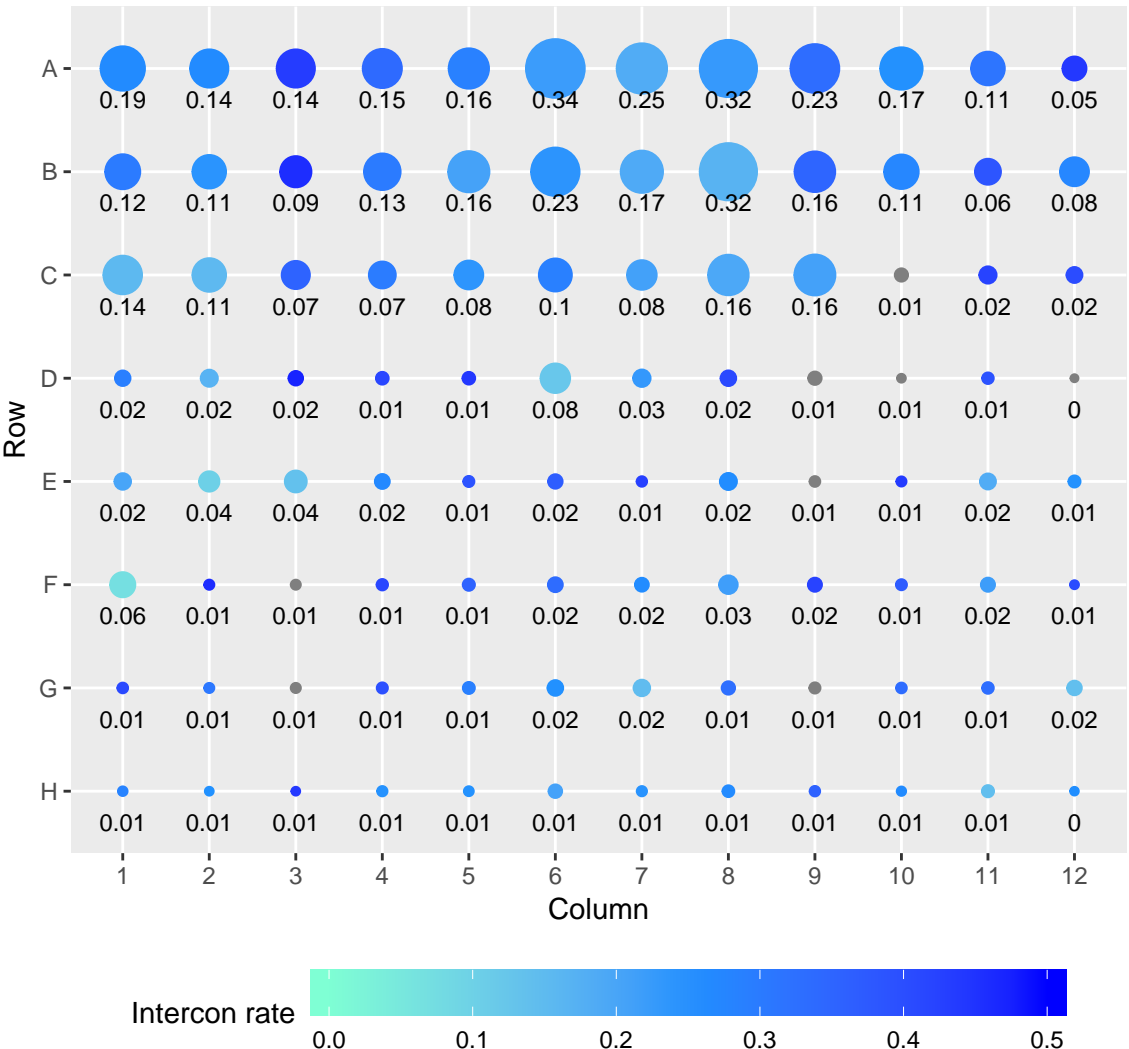 A
0.19 0.14 0.14 0.15 0.16 0.34 0.25 0.32 0.23 0.17 0.11 0.05
B
0.12 0.11 0.09 0.13 0.16 0.23 0.17 0.32 0.16 0.11 0.06 0.08
C
0.14 0.11 0.07 0.07 0.08 0.1 0.08 0.16 0.16 0.01 0.02 0.02
D
0.02 0.02 0.02 0.01 0.01 0.08 0.03 0.02 0.01 0.01 0.01 0
Row
E
0.02 0.04 0.04 0.02 0.01 0.02 0.01 0.02 0.01 0.01 0.02 0.01
F
0.06 0.01 0.01 0.01 0.01 0.02 0.02 0.03 0.02 0.01 0.02 0.01
G
0.01 0.01 0.01 0.01 0.01 0.02 0.02 0.01 0.01 0.01 0.01 0.02
H
0.01 0.01 0.01 0.01 0.01 0.01 0.01 0.01 0.01 0.01 0.01 0
1 2 3 4 5 6 7 8 9 10 11 12
Column
Intercon rate
0.0 0.1 0.2 0.3 0.4 0.5